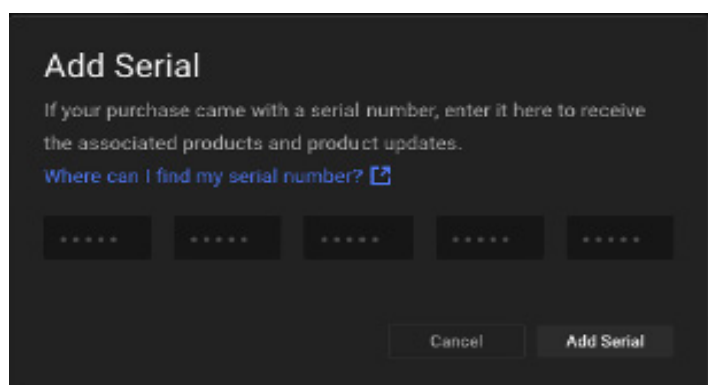 Add Serial
If your purchase came with a serial number, enter it here to receive
the associated products and product updates.
Where can I find my serial number?
***** ***** ***** ***** *****
Cancel Add Serial